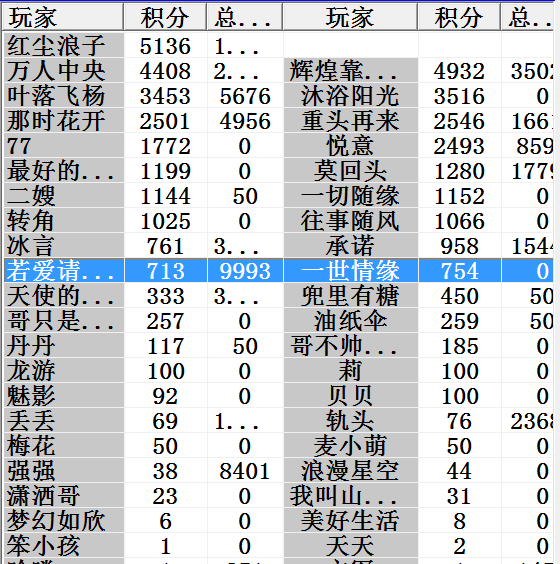 玩家 积分 总... 玩家 积分 总..
红尘浪子 5136 1...
万人中央 4408 2... 辉煌靠... 4932 3502
叶落飞杨 3453 5676 沐浴阳光 3516 0
那时花开 2501 4956 重头再来 2546 1661
77 1772 0 悦意 2493 859
最好的... 1199 0 莫回头 1280 1779
二嫂 1144 50 一切随缘 1152 0
转角 1025 0 往事随风 1066 0
冰言 761 3... 承诺 958 1544
若爱请... 713 9993 一世情缘 754 0
天使的... 333 3... 兜里有糖 450 50
哥只是... 257 0 油纸伞 259 50
丹丹 117 50 哥不帅... 185 0
龙游 100 0 莉 100 0
魅影 92 0 贝贝 100 0
丢丢 69 1... 轨头 76 2368
梅花 50 0 麦小萌 50 0
强强 38 8401 浪漫星空 44 0
潇洒哥 23 0 我叫山... 31 0
梦幻如欣 6 0 美好生活 8 0
笨小孩 1 0 天天 2 0